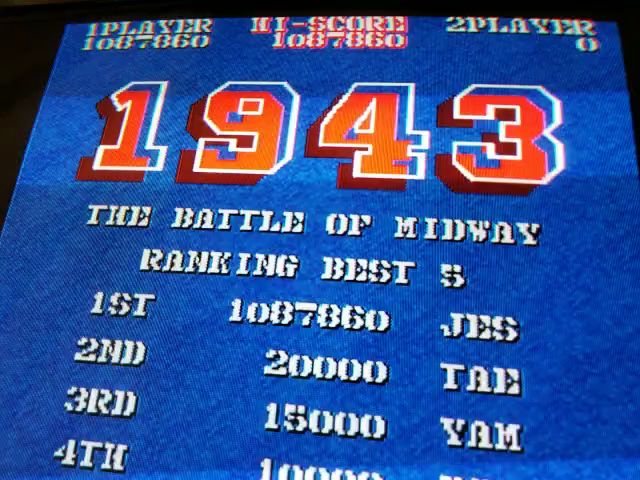 1PLAYER HI-SCORE 2PLAYER
1087860 1087860 0
1943
THE BATTLE OF MIDWAY
RANKING BEST 5
1ST 1087860 JES
2ND 20000 TAE
3RD 15000 YAM
4TH 10000